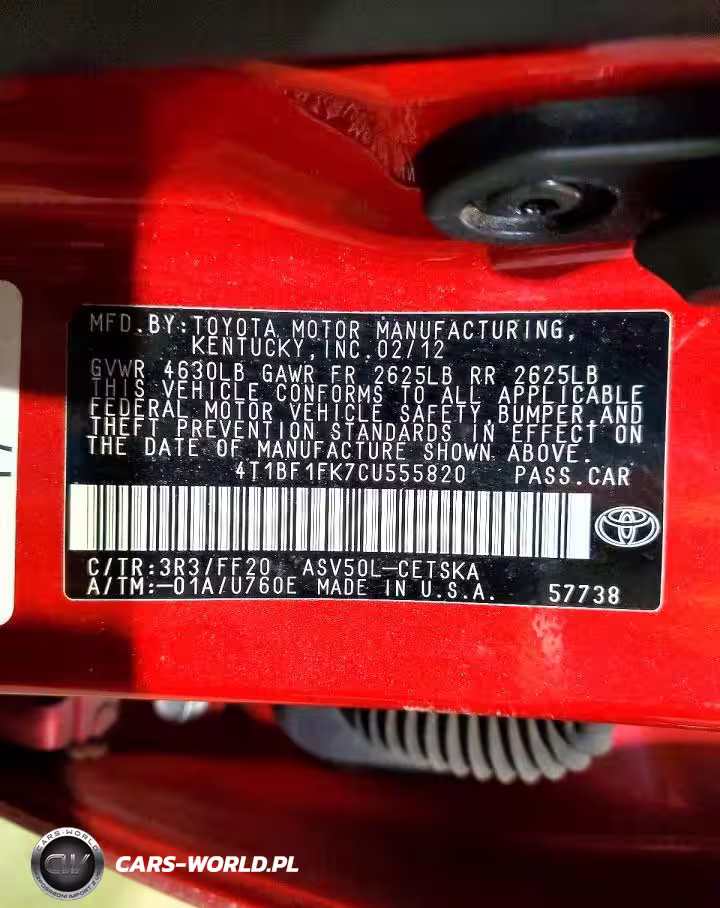 MFD.BY:TOYOTA MOTOR MANUFACTURING,
KENTUCKY,INC.02/12
GVWR 4630LB GAWR FR 2625LB RR 2625LB
THIS VEHICLE CONFORMS TO ALL APPLICABLE
FEDERAL MOTOR VEHICLE SAFETY,BUMPER,AND
THEFT PREVENTION STANDARDS IN EFFECT ON
THE DATE OF MANUFACTURE SHOWN ABOVE.
4T1BF1FK7CU555820 PASS.CAR
C/TR:3R3/FF20 ASV50L-CETSKA
A/TM:-01A/U760E MADE IN U.S.A. 57738
CARS-WORLD
CW
CARS-WORLD.PL